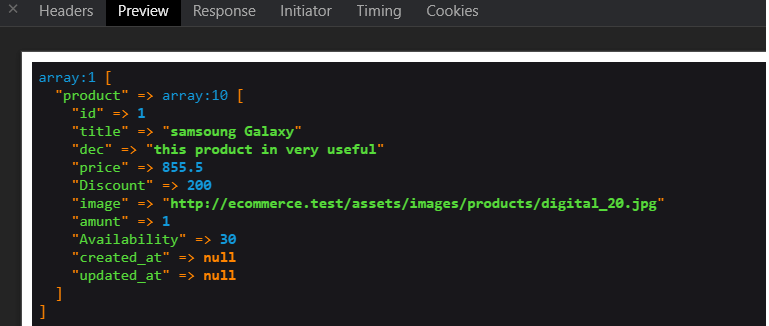 × Headers Preview Response Initiator Timing Cookies
array:1 [
"product" => array:10 [
"id" => 1
"title" => "samsoung Galaxy"
"dec" => "this product in very useful"
"price" => 855.5
"Discount" => 200
"image" => "http://ecommerce.test/assets/images/products/digital_20.jpg"
"amunt" => 1
"Availability" => 30
"created_at" => null
"updated_at" => null
]
]